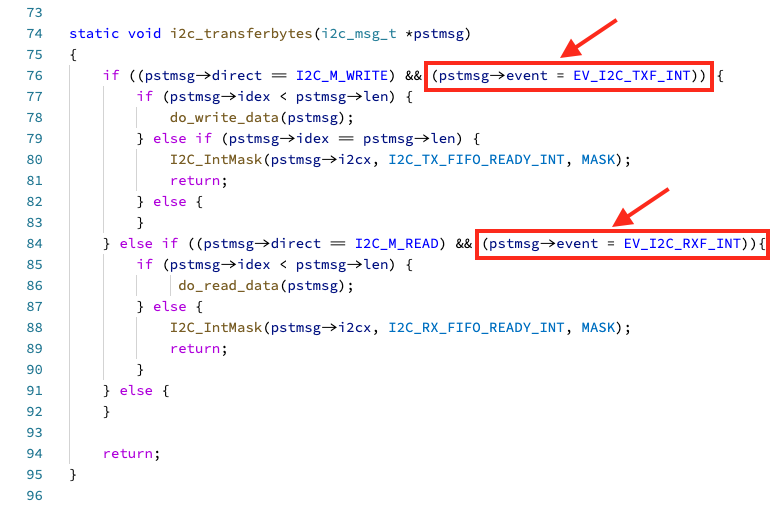 73
74 static void i2c_transferbytes(i2c_msg_t *pstmsg)
75 {
76 if ((pstmsg->direct == I2C_M_WRITE) && (pstmsg->event = EV_I2C_TXF_INT)) {
77 if (pstmsg->idex < pstmsg->len) {
78 do_write_data(pstmsg);
79 } else if (pstmsg->idex == pstmsg->len) {
80 I2C_IntMask(pstmsg->i2cx, I2C_TX_FIFO_READY_INT, MASK);
81 return;
82 } else {
83 }
84 } else if ((pstmsg->direct == I2C_M_READ) && (pstmsg->event = EV_I2C_RXF_INT)){
85 if (pstmsg->idex < pstmsg->len) {
86 do_read_data(pstmsg);
87 } else {
88 I2C_IntMask(pstmsg->i2cx, I2C_RX_FIFO_READY_INT, MASK);
89 return;
90 }
91 } else {
92 }
93
94 return;
95 }
96